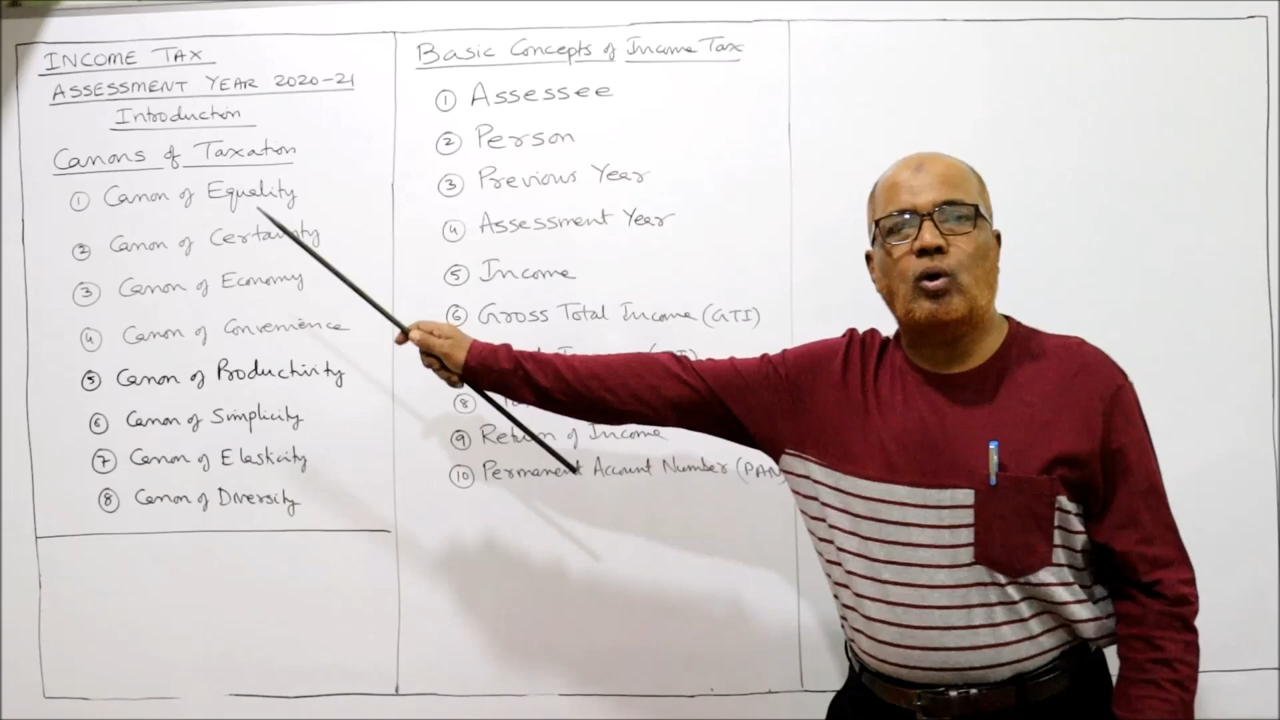 INCOME TAX
ASSESSMENT YEAR 2020-21
Introduction
Canons of Taxation
① Canon of Equality
② Canon of Certainty
③ Canon of Economy
④ Canon of Convenience
⑤ Canon of Productivity
⑥ Canon of Simplicity
⑦ Canon of Elasticity
⑧ Canon of Diversity
Basic Concepts of Income Tax
① Assessee
② Person
③ Previous Year
④ Assessment Year
⑤ Income
⑥ Gross Total Income (GTI)
⑧
⑨ Return of Income
⑩ Permanent Account Number (PAN)